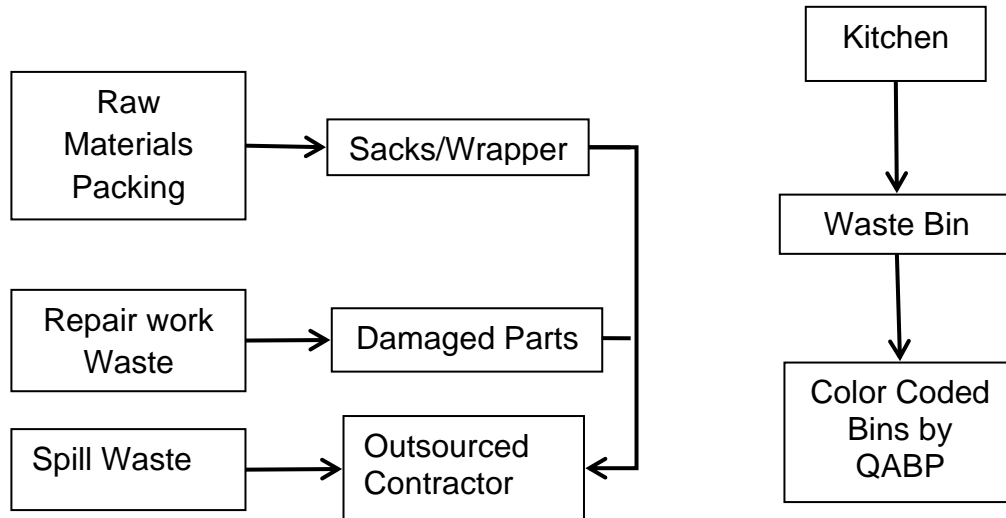 Raw
Materials
Packing
Sacks/Wrapper
Repair work
Waste
Damaged Parts
Spill Waste
Outsourced
Contractor
Kitchen
Waste Bin
Color Coded
Bins by
QABP